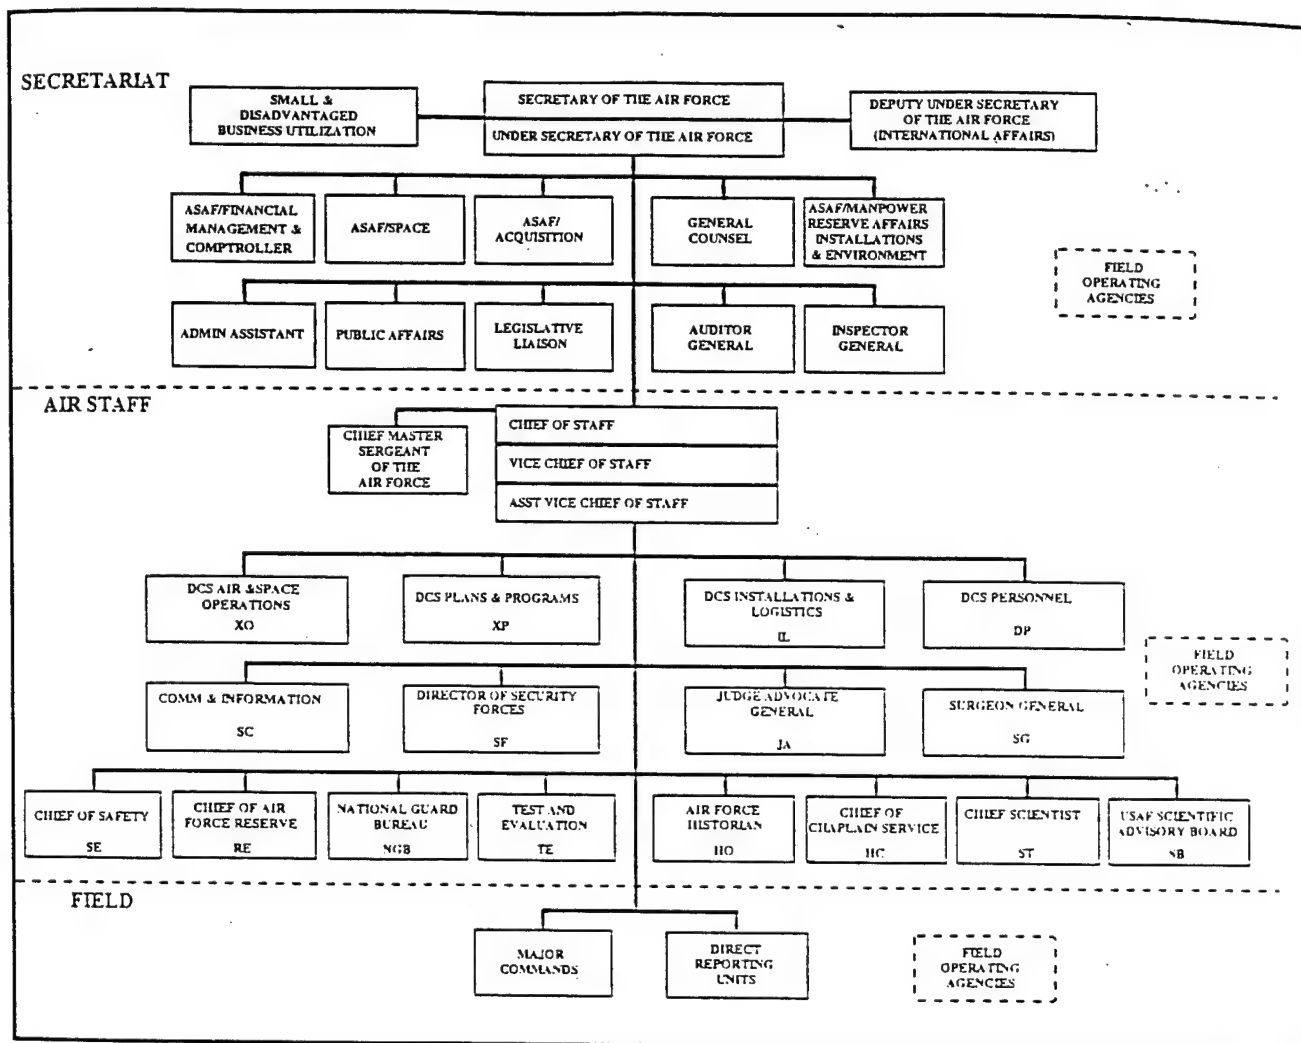 SECRETARIAT
SMALL &
DISADVANTAGED
BUSINESS UTILIZATION
SECRETARY OF THE AIR FORCE
UNDER SECRETARY OF THE AIR FORCE
DEPUTY UNDER SECRETARY
OF THE AIR FORCE
(INTERNATIONAL AFFAIRS)
ASAF/FINANCIAL
MANAGEMENT &
COMPTROLLER
ASAF/SPACE
ASAF/
ACQUISITION
GENERAL
COUNSEL
ASAF/MANPOWER
RESERVE AFFAIRS
INSTALLATIONS
& ENVIRONMENT
FIELD
OPERATING
AGENCIES
ADMIN ASSISTANT
PUBLIC AFFAIRS
LEGISLATIVE
LIAISON
AUDITOR
GENERAL
INSPECTOR
GENERAL
AIR STAFF
CHIEF MASTER
SERGEANT
OF THE
AIR FORCE
CHIEF OF STAFF
VICE CHIEF OF STAFF
ASST VICE CHIEF OF STAFF
DCS AIR &SPACE
OPERATIONS
XO
DCS PLANS & PROGRAMS
XP
DCS INSTALLATIONS &
LOGISTICS
IL
DCS PERSONNEL
DP
FIELD
OPERATING
AGENCIES
COMM & INFORMATION
SC
DIRECTOR OF SECURITY
FORCES
SF
JUDGE ADVOCATE
GENERAL
JA
SURGEON GENERAL
SG
CHIEF OF SAFETY
SE
CHIEF OF AIR
FORCE RESERVE
RE
NATIONAL GUARD
BUREAU
NGB
TEST AND
EVALUATION
TE
AIR FORCE
HISTORIAN
HO
CHIEF OF
CHAPLAIN SERVICE
HC
CHIEF SCIENTIST
ST
USAF SCIENTIFIC
ADVISORY BOARD
SB
FIELD
MAJOR
COMMANDS
DIRECT
REPORTING
UNITS
FIELD
OPERATING
AGENCIES